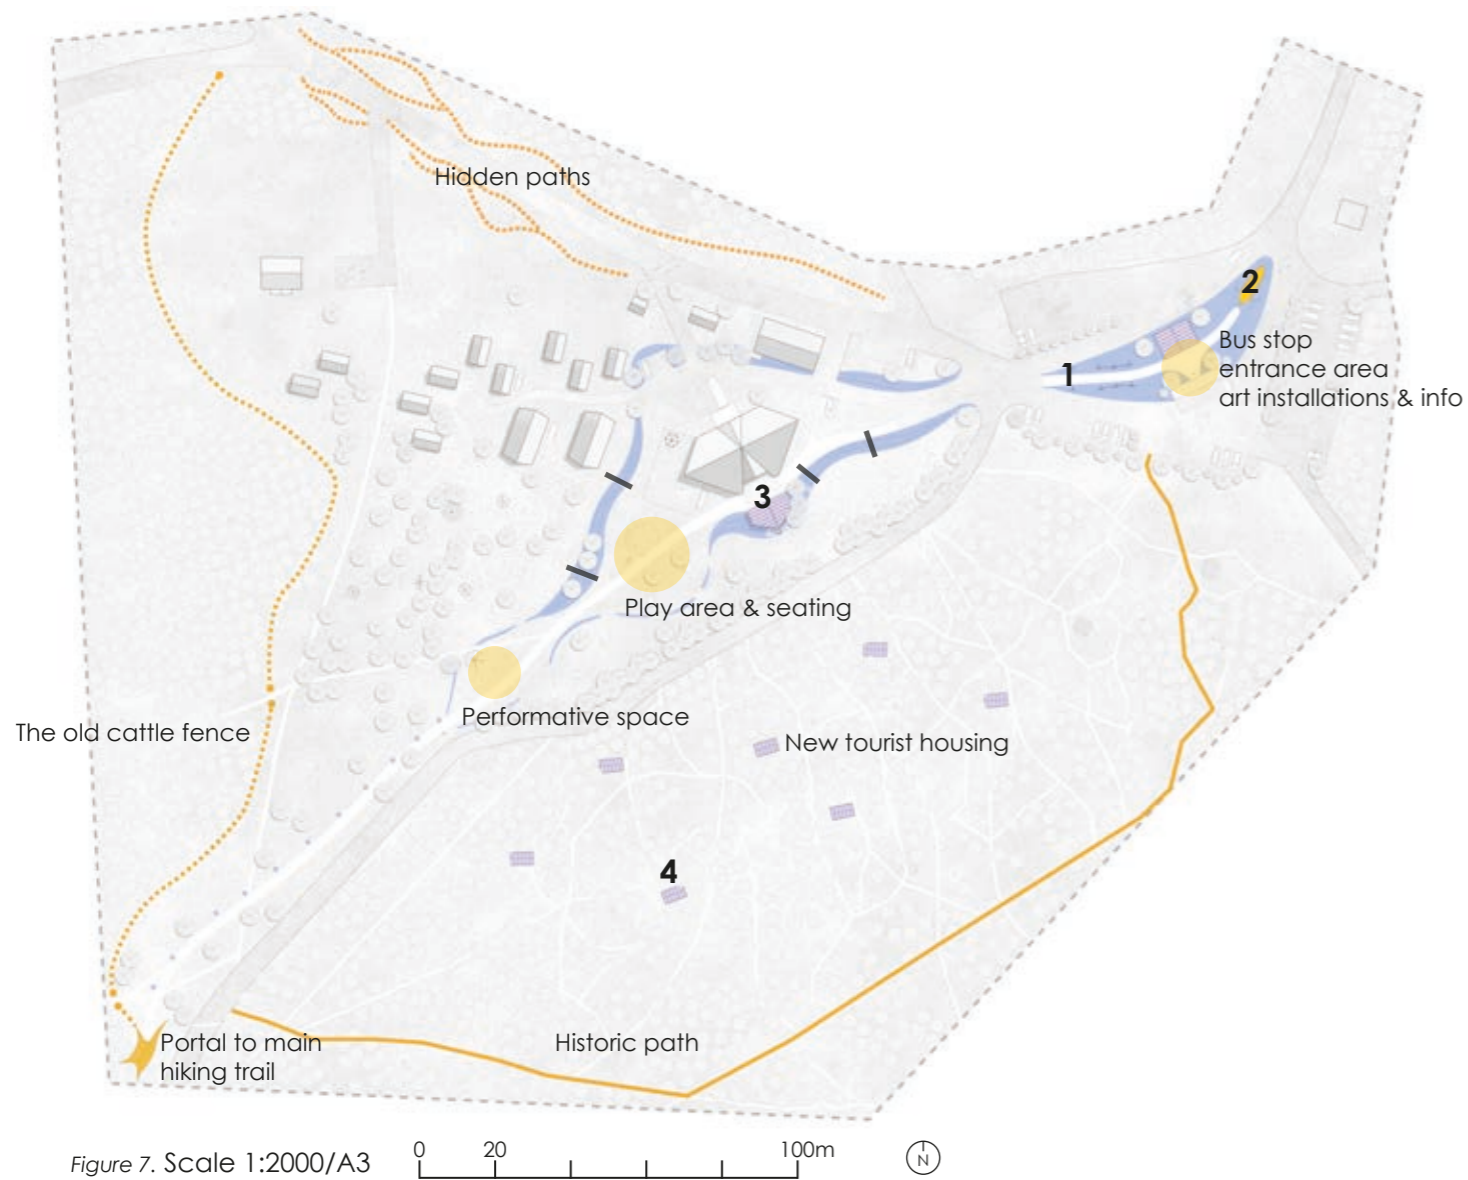 Hidden paths
2
Bus stop
entrance area
art installations & info
1
3
Play area & seating
Performative space
The old cattle fence
New tourist housing
4
Portal to main
hiking trail
Historic path
Figure 7. Scale 1:2000/A3
0 20 100m
N